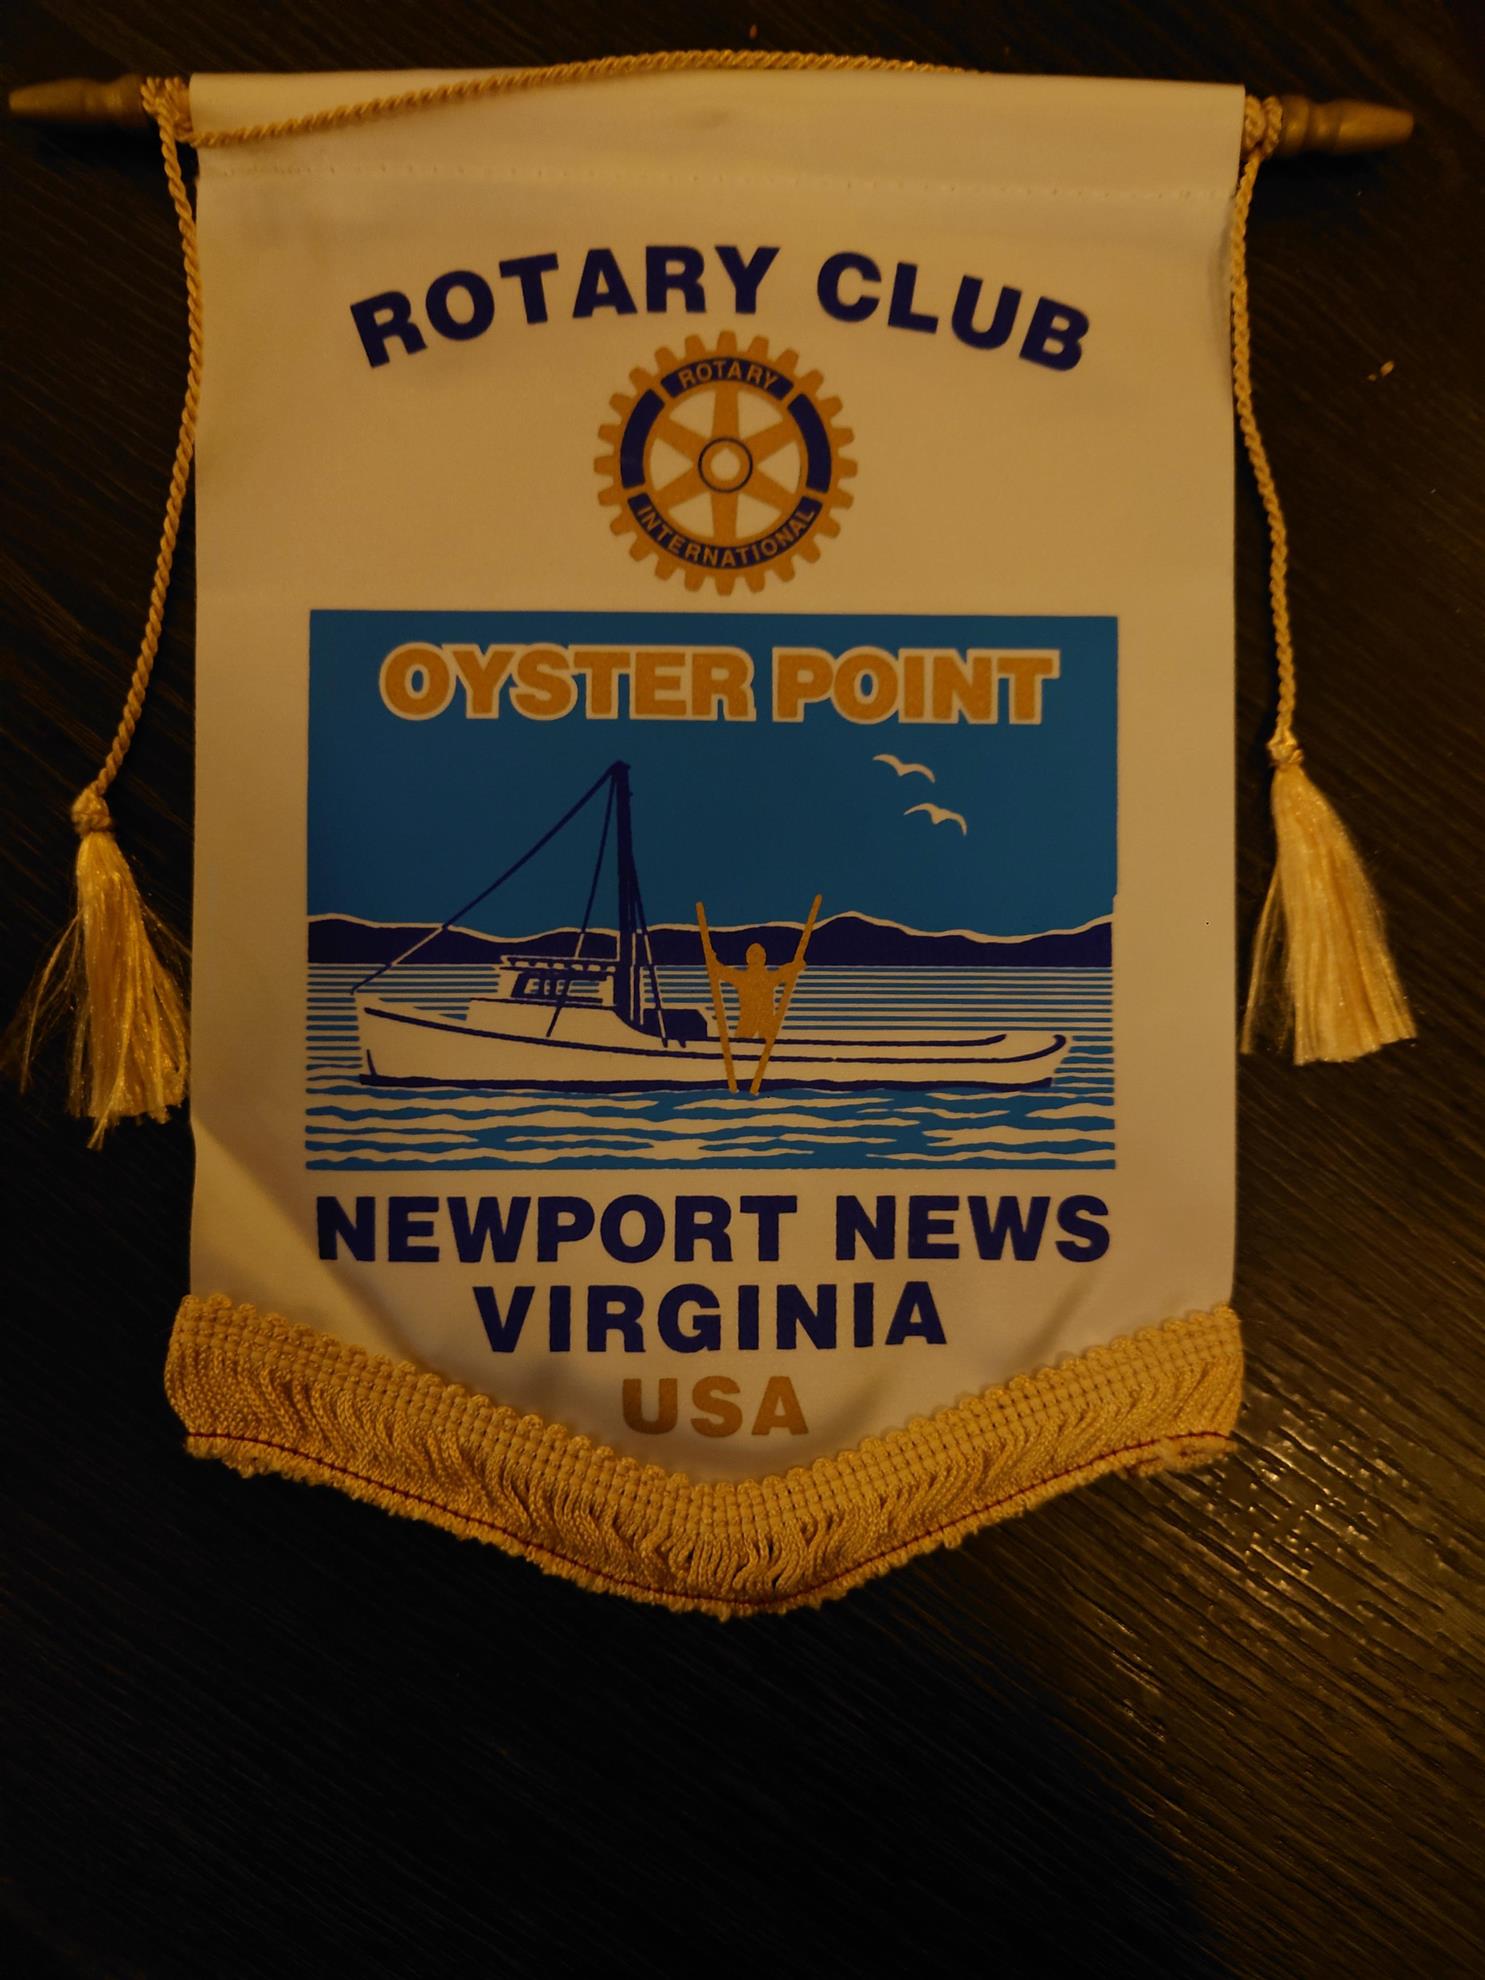 ROTARY CLUB
ROTARY
INTERNATIONAL
OYSTER POINT
NEWPORT NEWS
VIRGINIA
USA